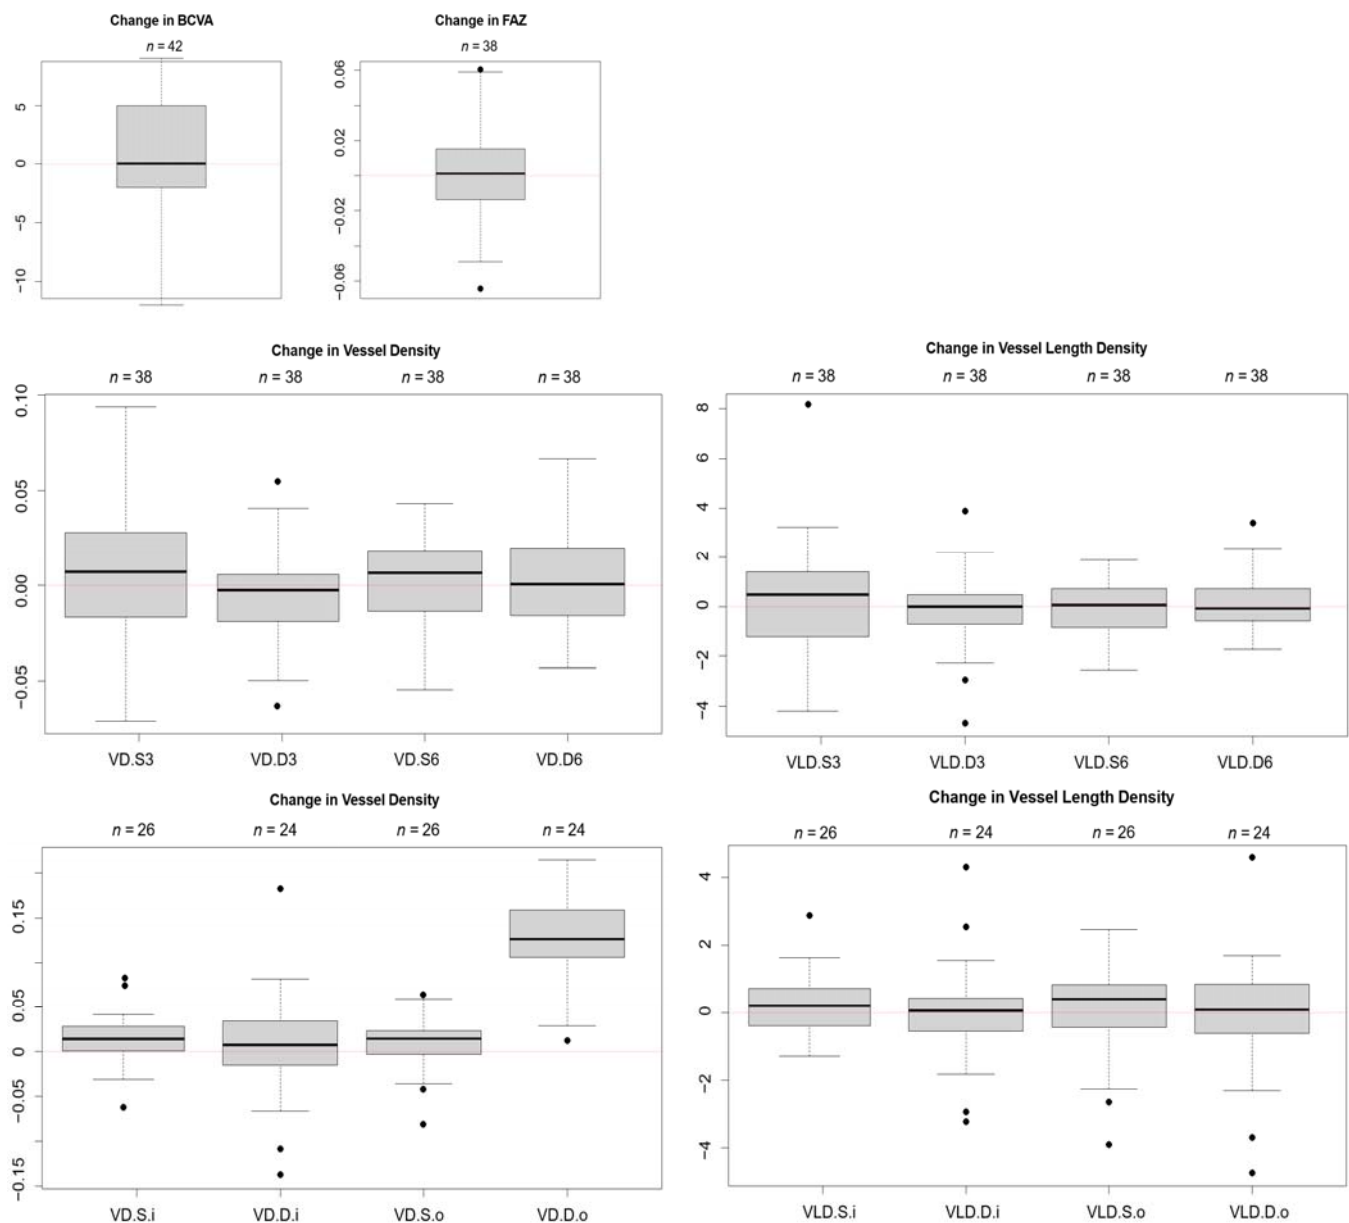 Change in BCVA
n = 42
5
0
−5
−10
Change in FAZ
n = 38
0.06
0.02
−0.02
−0.06
Change in Vessel Density
n = 38 n = 38 n = 38 n = 38
0.10
0.05
0.00
−0.05
VD.S3 VD.D3 VD.S6 VD.D6
Change in Vessel Length Density
n = 38 n = 38 n = 38 n = 38
8
6
4
2
0
−2
−4
VLD.S3 VLD.D3 VLD.S6 VLD.D6
Change in Vessel Density
n = 26 n = 24 n = 26 n = 24
0.15
0.05
0
−0.05
−0.15
VD.S.i VD.D.i VD.S.o VD.D.o
Change in Vessel Length Density
n = 26 n = 24 n = 26 n = 24
4
2
0
−2
−4
VLD.S.i VLD.D.i VLD.S.o VLD.D.o